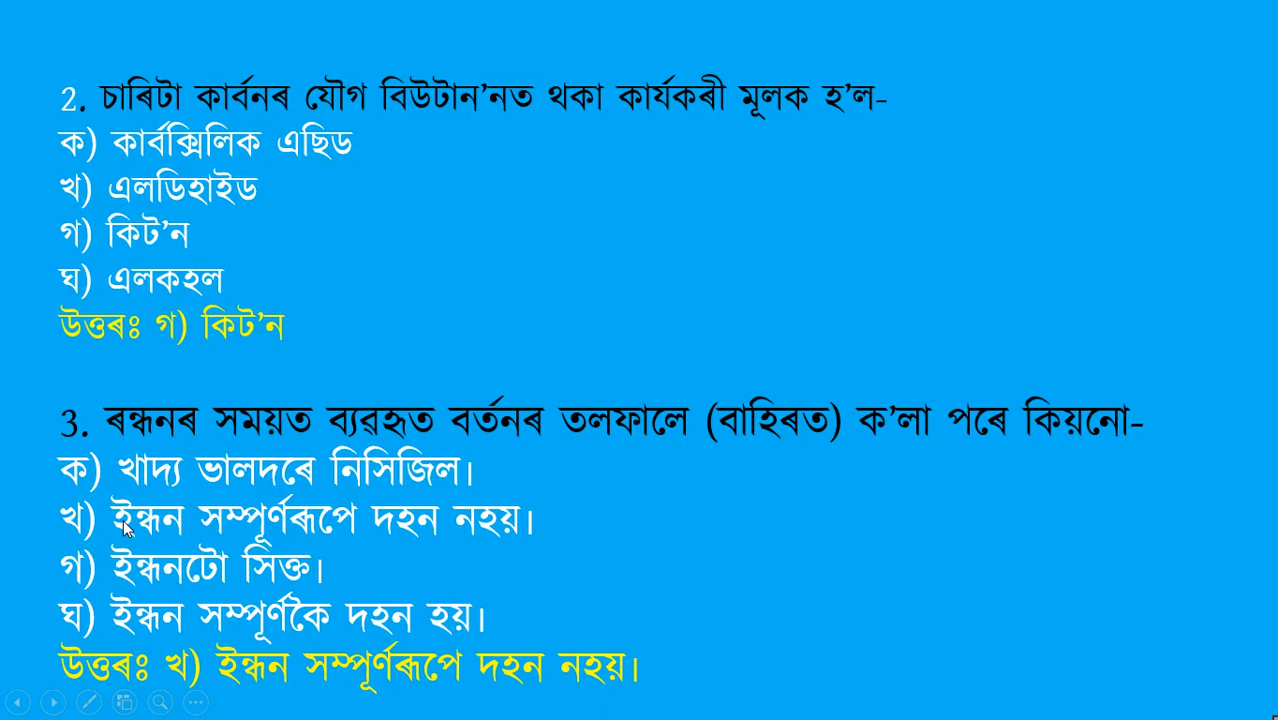 2. চাৰিটা কাৰ্বনৰ যৌগ বিউটান’নত থকা কাৰ্যকৰী মূলক হ’ল-
ক) কাৰ্বক্সিলিক এছিড
খ) এলডিহাইড
গ) কিট’ন
ঘ) এলকহল
উত্তৰঃ গ) কিট’ন
3. ৰন্ধনৰ সময়ত ব্যৱহৃত বৰ্তনৰ তলফালে (বাহিৰত) ক’লা পৰে কিয়নো-
ক) খাদ্য ভালদৰে নিসিজিল।
খ) ইন্ধন সম্পূৰ্ণৰূপে দহন নহয়।
গ) ইন্ধনটো সিক্ত।
ঘ) ইন্ধন সম্পূৰ্ণকৈ দহন হয়।
উত্তৰঃ খ) ইন্ধন সম্পূৰ্ণৰূপে দহন নহয়।